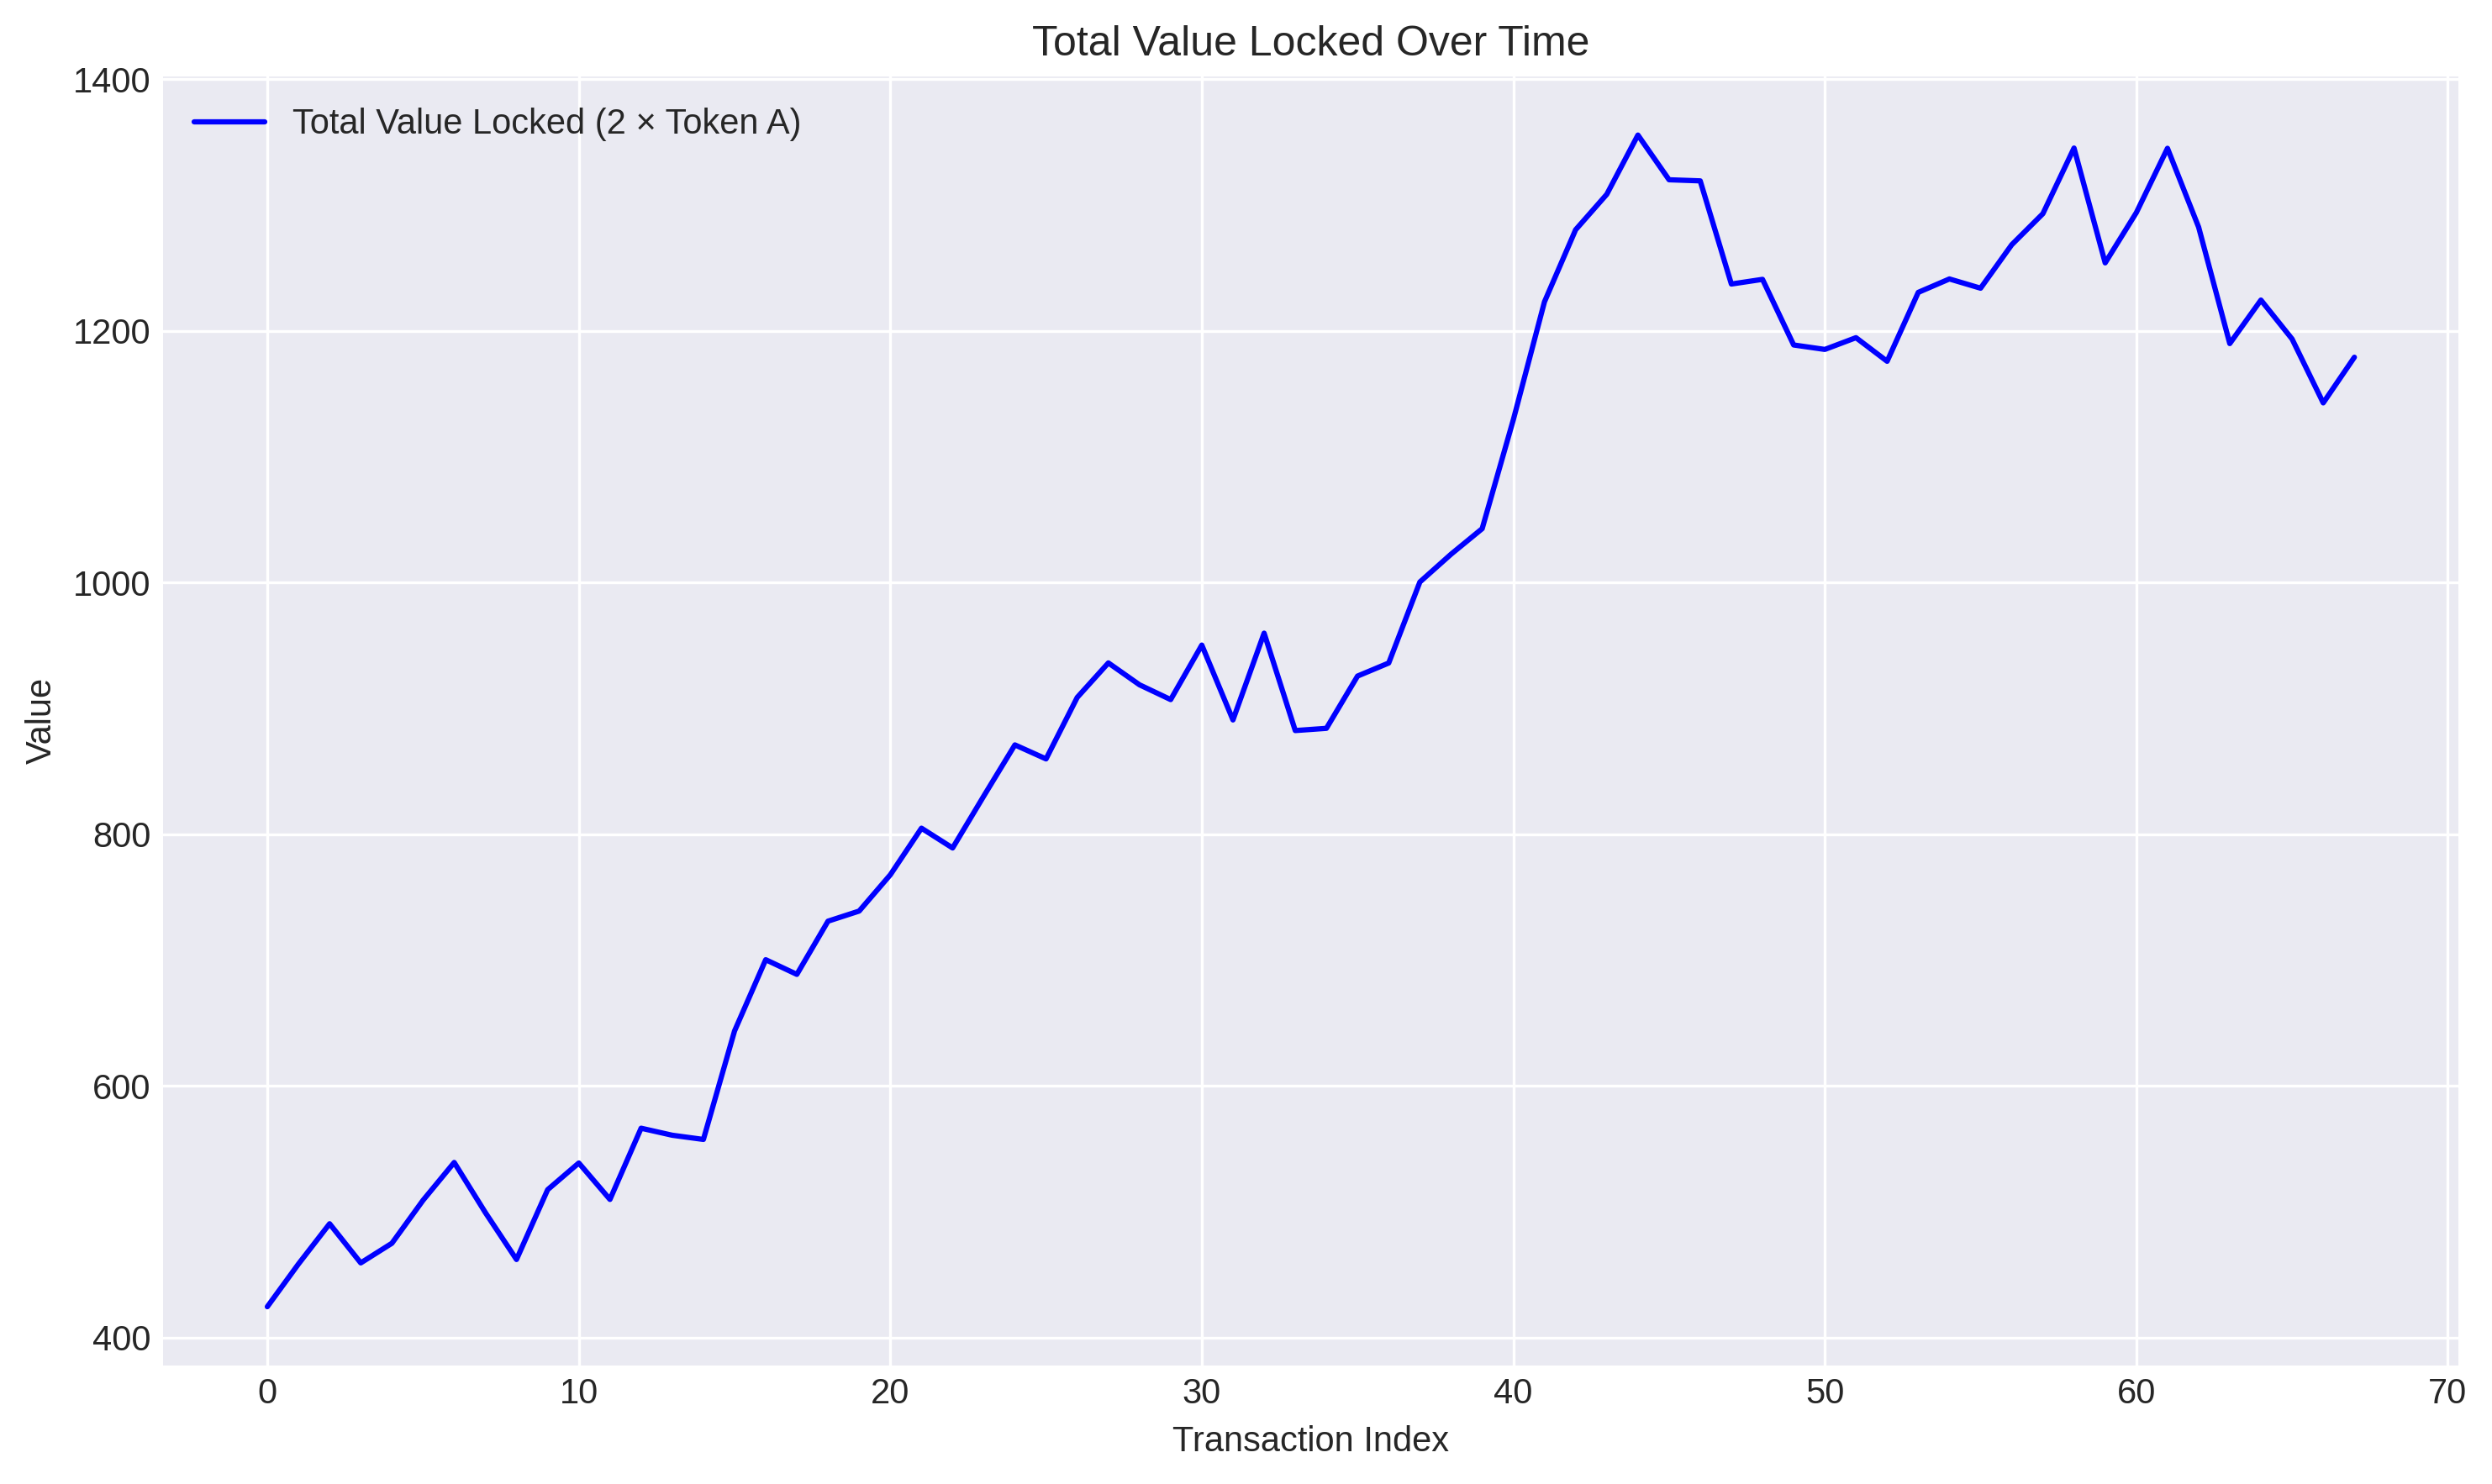 Total Value Locked Over Time
Total Value Locked (2 × Token A)
Value
1400
1200
1000
800
600
400
0 10 20 30 40 50 60 70
Transaction Index